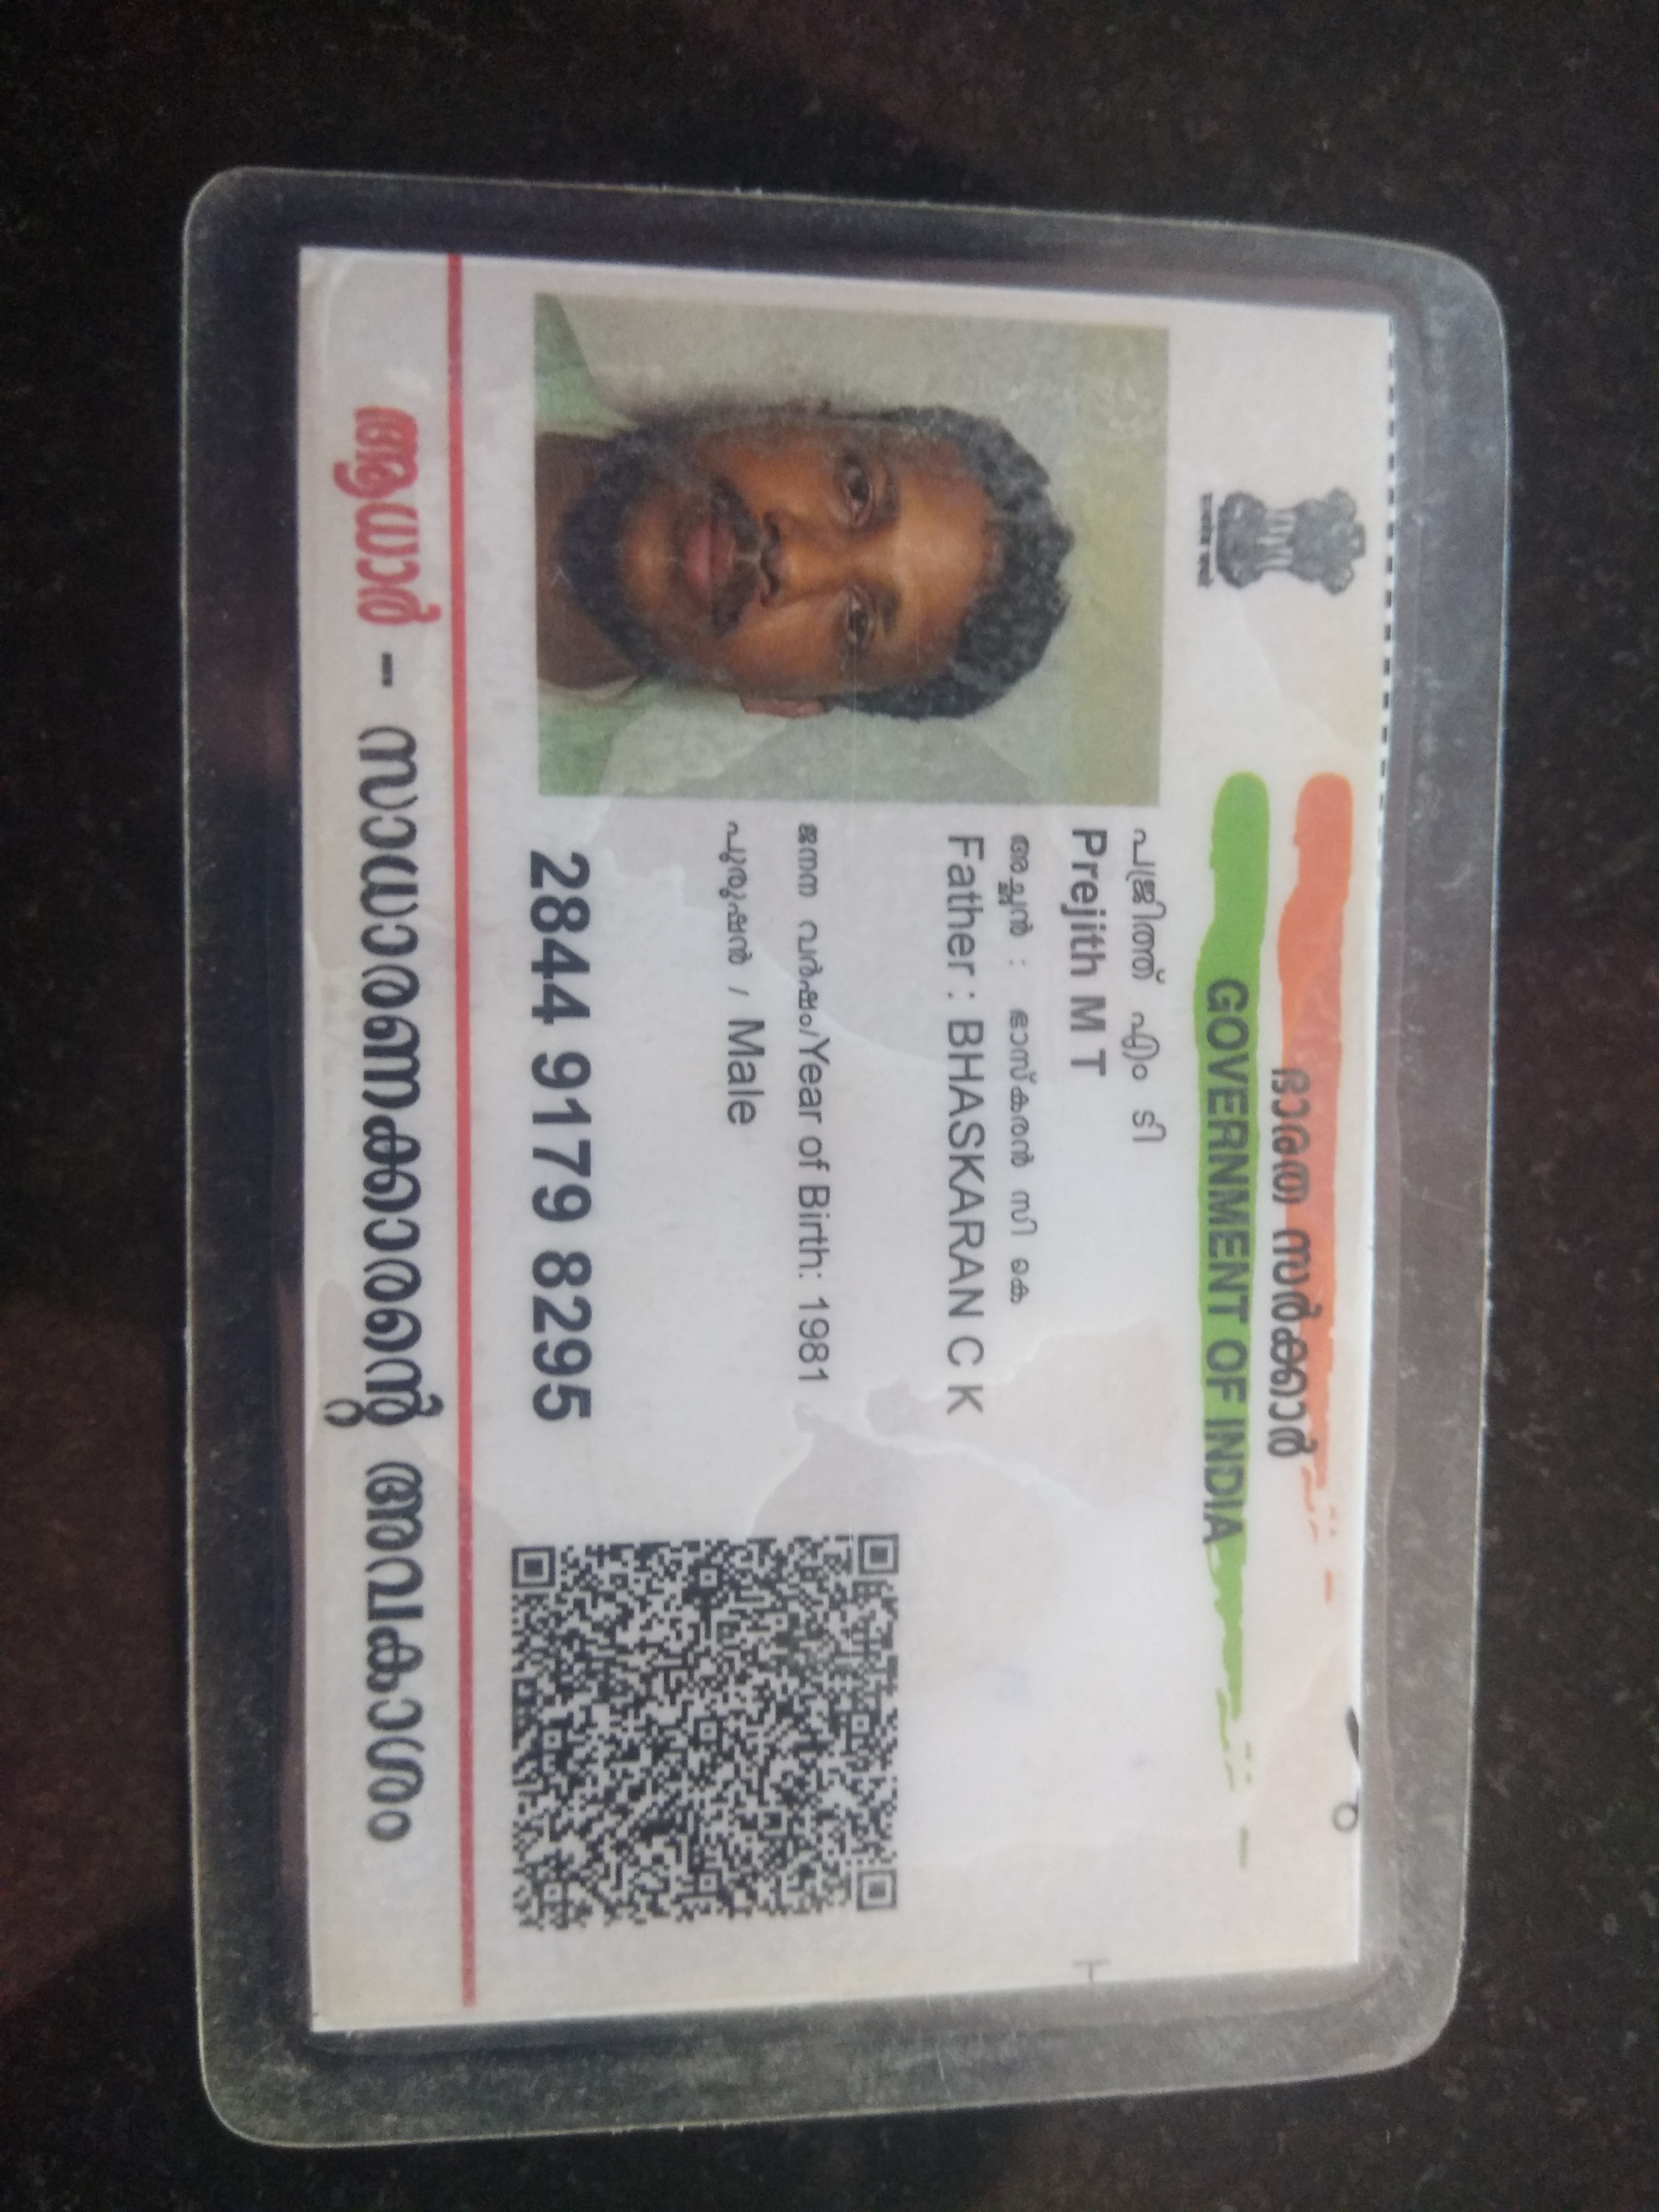 ഭാരത സർക്കാർ
GOVERNMENT OF INDIA
പ്രജിത്ത് എം ടി
Prejith M T
അച്ഛൻ : ഭാസ്കരൻ സി കെ
Father : BHASKARAN C K
ജനന വർഷം/Year of Birth: 1981
പുരുഷൻ / Male
2844 9179 8295
ആധാർ - സാധാരണക്കാരന്റെ അവകാശം